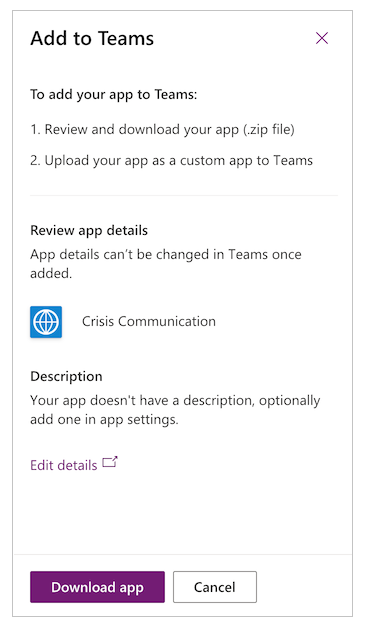 Add to Teams
To add your app to Teams:
1. Review and download your app (.zip file)
2. Upload your app as a custom app to Teams
Review app details
App details can't be changed in Teams once
added.
Crisis Communication
Description
Your app doesn't have a description, optionally
add one in app settings.
Edit details
Download app
Cancel